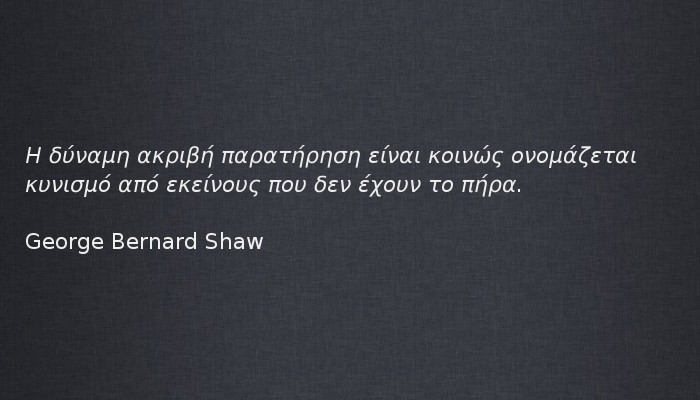 Η δύναμη ακριβή παρατήρηση είναι κοινώς ονομάζεται
κυνισμό από εκείνους που δεν έχουν το πήρα.
George Bernard Shaw